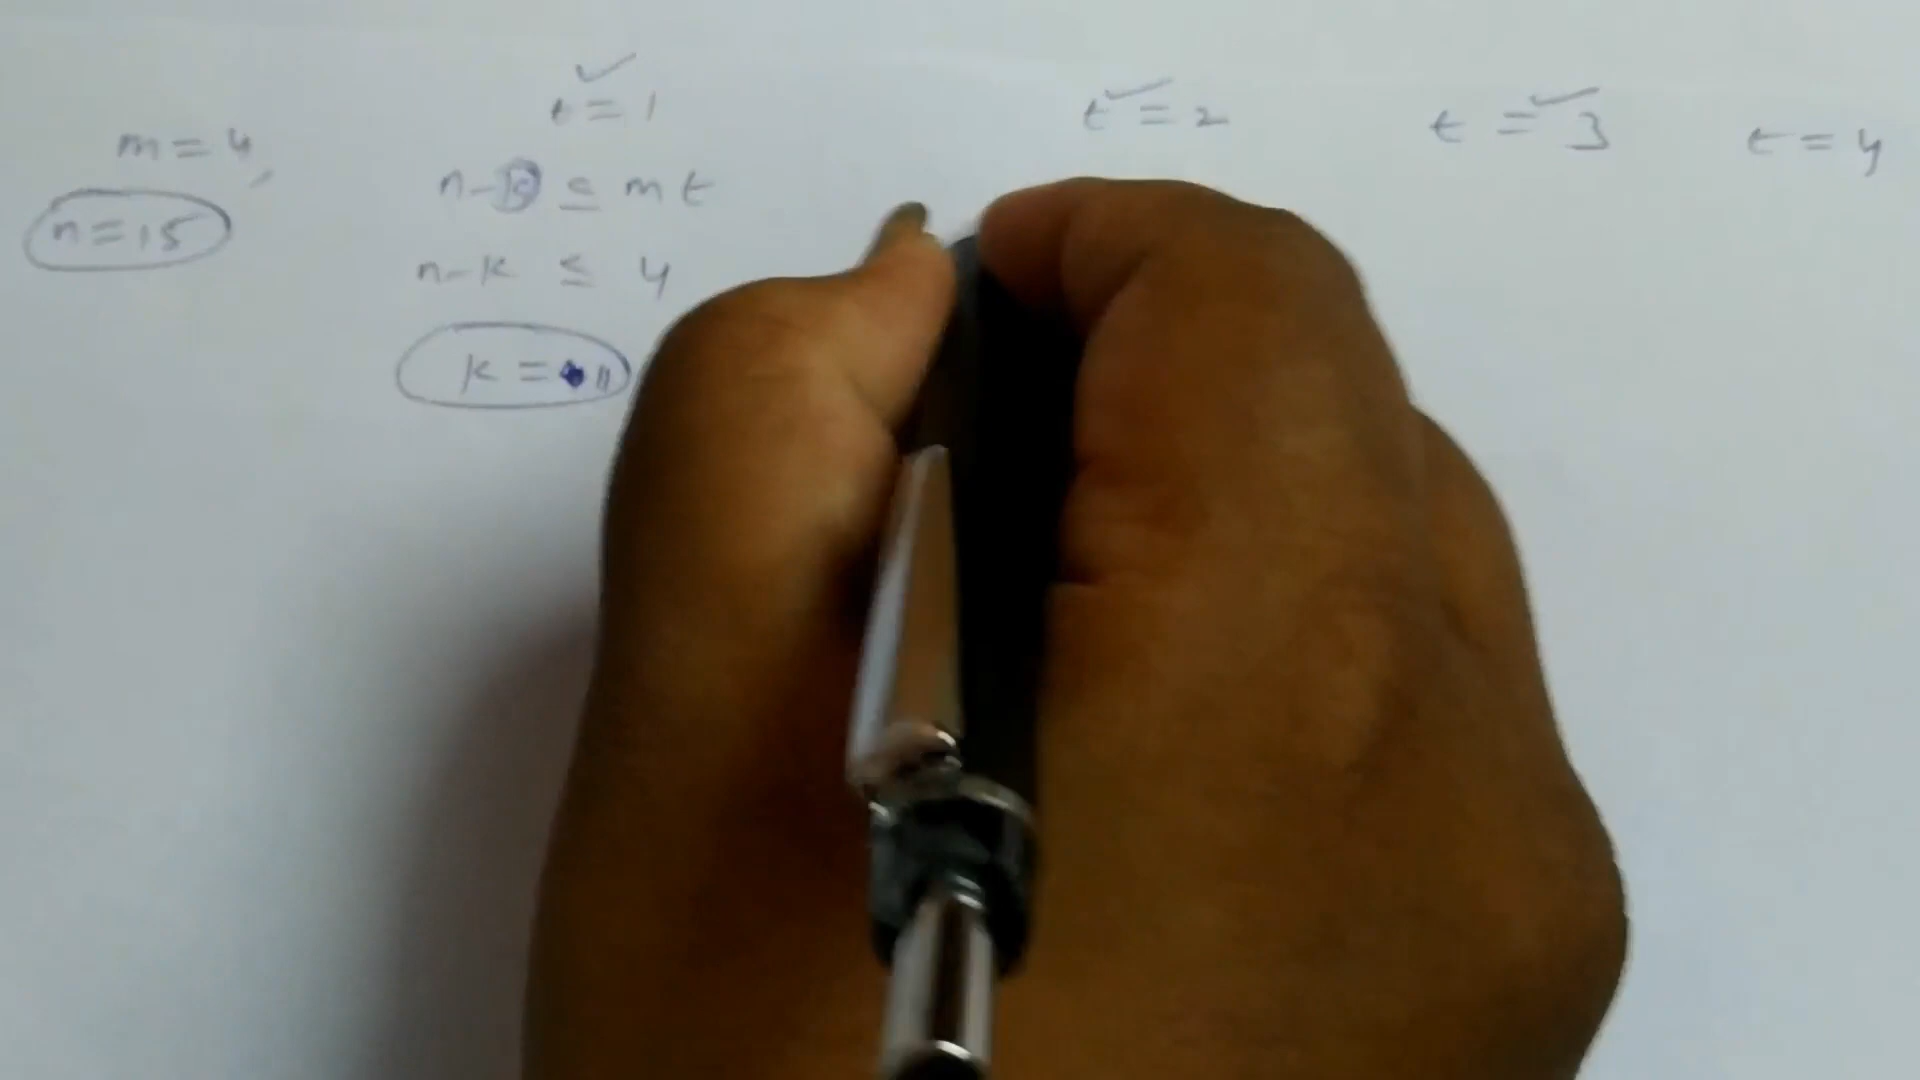 m = 4,
n = 15
t = 1
n - k ≤ m t
n - k ≤ 4
k = 11
t = 2
t = 3
t = 4